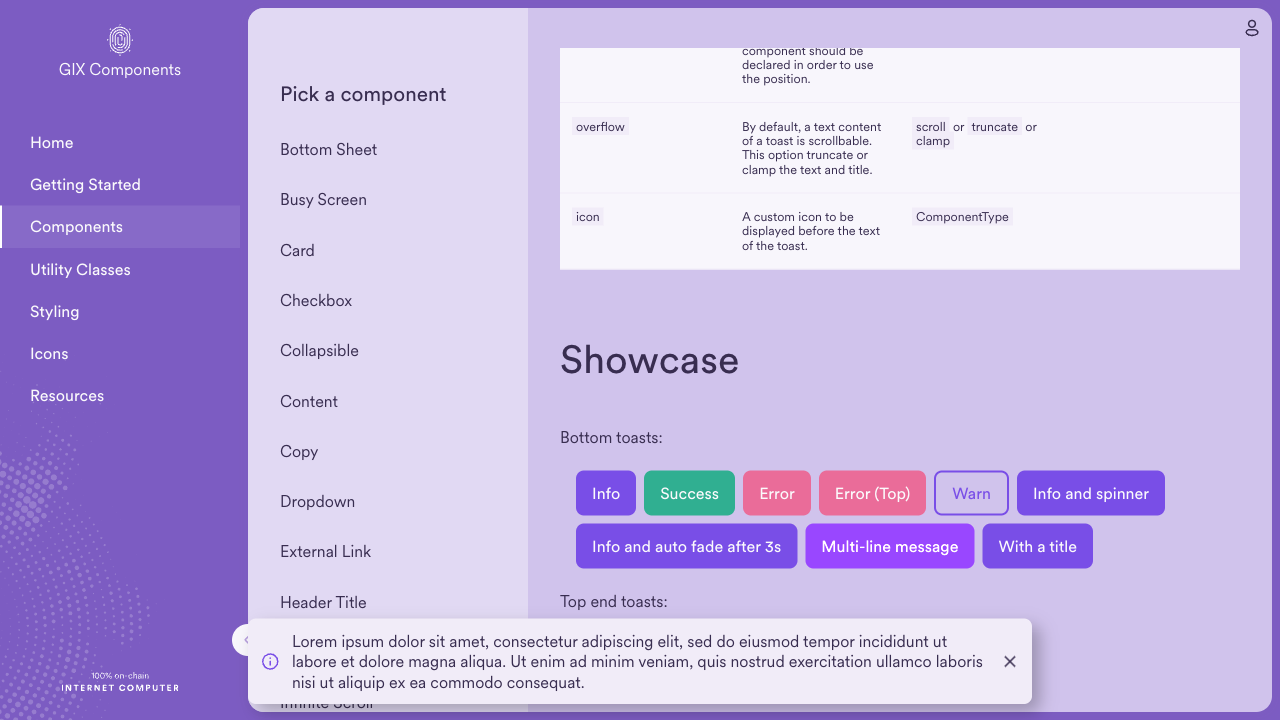 GIX Components
Home
Getting Started
Components
Utility Classes
Styling
Icons
Resources
100% on-chain
INTERNET COMPUTER
Pick a component
Bottom Sheet
Busy Screen
Card
Checkbox
Collapsible
Content
Copy
Dropdown
External Link
Header Title
Infinite Scroll
component should be
declared in order to use
the position.
overflow
By default, a text content
of a toast is scrollable.
This option truncate or
clamp the text and title.
scroll or truncate or
clamp
icon
A custom icon to be
displayed before the text
of the toast.
ComponentType
Showcase
Bottom toasts:
Info Success Error Error (Top) Warn Info and spinner
Info and auto fade after 3s Multi-line message With a title
Top end toasts:
Lorem ipsum dolor sit amet, consectetur adipiscing elit, sed do eiusmod tempor incididunt ut
labore et dolore magna aliqua. Ut enim ad minim veniam, quis nostrud exercitation ullamco laboris
nisi ut aliquip ex ea commodo consequat.